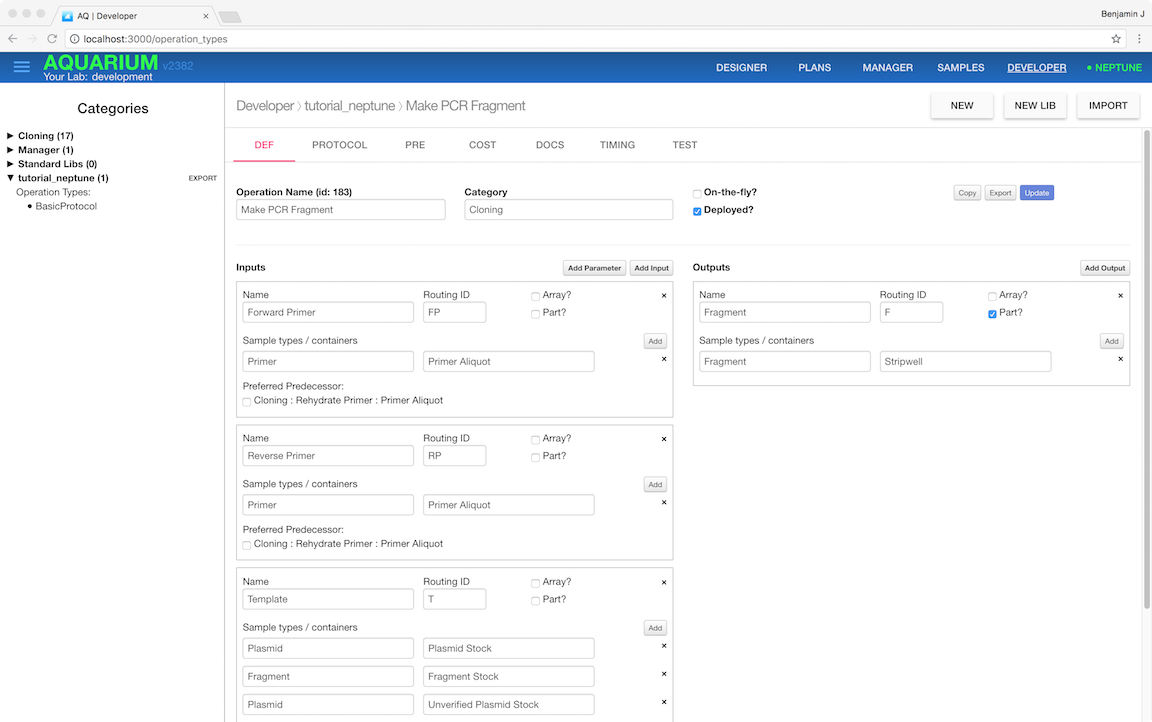 AQ | Developer
Benjamin J
localhost:3000/operation_types
AQUARIUM v2382
Your Lab: development
DESIGNER PLANS MANAGER SAMPLES DEVELOPER • NEPTUNE
Categories
▶ Cloning (17)
▶ Manager (1)
▶ Standard Libs (0)
▼ tutorial_neptune (1) EXPORT
Operation Types:
• BasicProtocol
Developer › tutorial_neptune › Make PCR Fragment
NEW NEW LIB IMPORT
DEF PROTOCOL PRE COST DOCS TIMING TEST
Operation Name (id: 183) Category On-the-fly?
Make PCR Fragment Cloning Deployed?
Copy Export Update
Inputs Add Parameter Add Input
Name Routing ID Array?
Forward Primer FP Part?
Sample types / containers Add
Primer Primer Aliquot
Preferred Predecessor:
Cloning : Rehydrate Primer : Primer Aliquot
Name Routing ID Array?
Reverse Primer RP Part?
Sample types / containers Add
Primer Primer Aliquot
Preferred Predecessor:
Cloning : Rehydrate Primer : Primer Aliquot
Name Routing ID Array?
Template T Part?
Sample types / containers Add
Plasmid Plasmid Stock
Fragment Fragment Stock
Plasmid Unverified Plasmid Stock
Outputs Add Output
Name Routing ID Array?
Fragment F Part?
Sample types / containers Add
Fragment Stripwell